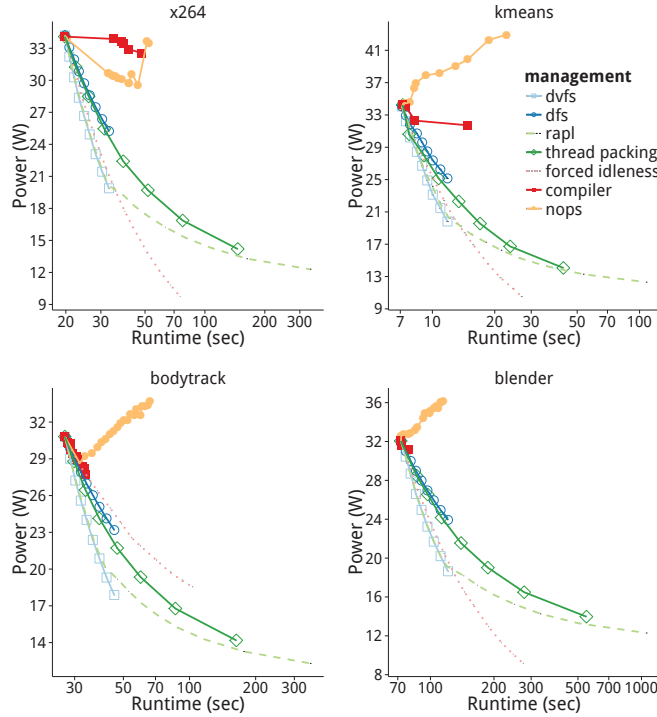 x264
Power (W)
33
30
27
24
21
18
15
12
9
20 30 50 70 100 200 300
Runtime (sec)
kmeans
Power (W)
41
37
33
29
25
21
17
13
9
7 10 20 30 50 70 100
Runtime (sec)
management
dvfs
dfs
rapl
thread packing
forced idleness
compiler
nops
bodytrack
Power (W)
32
29
26
23
20
17
14
30 50 70 100 200 300
Runtime (sec)
blender
Power (W)
36
32
28
24
20
16
12
8
70 100 200 300 500 700 1000
Runtime (sec)